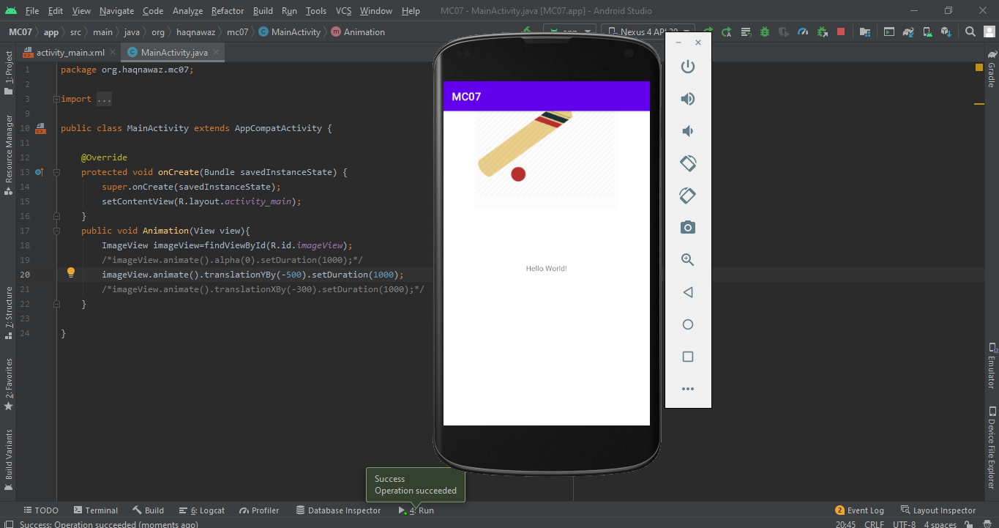 File Edit View Navigate Code Analyze Refactor Build Run Tools VCS Window Help MC07 - MainActivity.java [MC07.app] - Android Studio
MC07 app src main java org haqnawaz mc07 MainActivity Animation Nexus 4 API 30
activity_main.xml MainActivity.java
1: Project
Resource Manager
7: Structure
2: Favorites
Build Variants
1 package org.haqnawaz.mc07;
2
3 import ...
9
10 public class MainActivity extends AppCompatActivity {
11
12 @Override
13 protected void onCreate(Bundle savedInstanceState) {
14 super.onCreate(savedInstanceState);
15 setContentView(R.layout.activity_main);
16 }
17 public void Animation(View view){
18 ImageView imageView=findViewById(R.id.imageView);
19 /*imageView.animate().alpha(0).setDuration(1000);*/
20 imageView.animate().translationYBy(-500).setDuration(1000);
21 /*imageView.animate().translationXBy(-300).setDuration(1000);*/
22 }
23
24 }
MC07
Hello World!
Gradle
Emulator
Device File Explorer
Success
Operation succeeded
TODO Terminal Build 6: Logcat Profiler Database Inspector 4: Run 2 Event Log Layout Inspector
Success: Operation succeeded (moments ago) 20:45 CRLF UTF-8 4 spaces